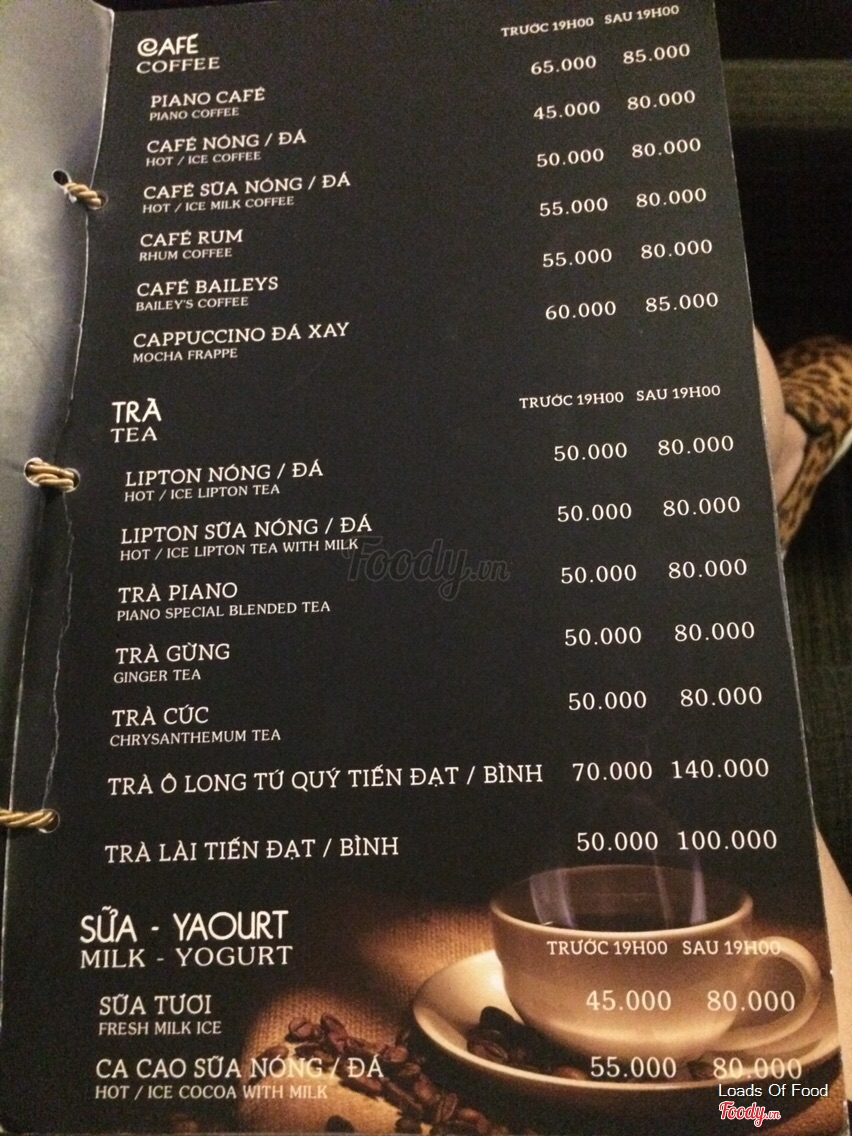 CAFÉ
COFFEE
TRƯỚC 19H00 SAU 19H00
PIANO CAFÉ 65.000 85.000
PIANO COFFEE
CAFÉ NÓNG / ĐÁ 45.000 80.000
HOT / ICE COFFEE
CAFÉ SỮA NÓNG / ĐÁ 50.000 80.000
HOT / ICE MILK COFFEE
CAFÉ RUM 55.000 80.000
RHUM COFFEE
CAFÉ BAILEYS 55.000 80.000
BAILEY'S COFFEE
CAPPUCCINO ĐÁ XAY 60.000 85.000
MOCHA FRAPPE
TRÀ
TEA
TRƯỚC 19H00 SAU 19H00
LIPTON NÓNG / ĐÁ 50.000 80.000
HOT / ICE LIPTON TEA
LIPTON SỮA NÓNG / ĐÁ 50.000 80.000
HOT / ICE LIPTON TEA WITH MILK
Foody.vn
TRÀ PIANO 50.000 80.000
PIANO SPECIAL BLENDED TEA
TRÀ GỪNG 50.000 80.000
GINGER TEA
TRÀ CÚC 50.000 80.000
CHRYSANTHEMUM TEA
TRÀ Ô LONG TỨ QUÝ TIẾN ĐẠT / BÌNH 70.000 140.000
TRÀ LÀI TIẾN ĐẠT / BÌNH 50.000 100.000
SỮA - YAOURT
MILK - YOGURT
TRƯỚC 19H00 SAU 19H00
SỮA TƯƠI 45.000 80.000
FRESH MILK ICE
CA CAO SỮA NÓNG / ĐÁ 55.000 80.000
HOT / ICE COCOA WITH MILK
Loads Of Food
Foody.vn